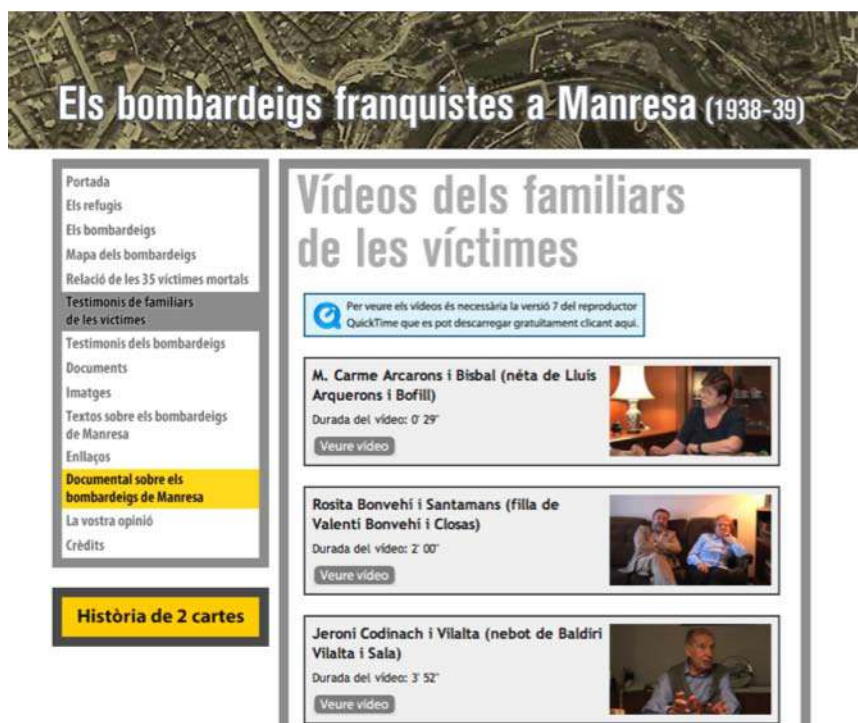 Els bombardeigs franquistes a Manresa (1938-39)
Portada
Els refugis
Els bombardeigs
Mapa dels bombardeigs
Relació de les 35 víctimes mortals
Testimonis de familiars
de les víctimes
Testimonis dels bombardeigs
Documents
Imatges
Textos sobre els bombardeigs
de Manresa
Enllaços
Documental sobre els
bombardeigs de Manresa
La vostra opinió
Crèdits
Història de 2 cartes
Vídeos dels familiars
de les víctimes
Per veure els vídeos és necessària la versió 7 del reproductor
QuickTime que es pot descarregar gratuïtament clicant aquí.
M. Carme Arcarons i Bisbal (néta de Lluís
Arquerons i Bofill)
Durada del vídeo: 0' 29"
Veure vídeo
Rosita Bonvehí i Santamans (filla de
Valentí Bonvehí i Closas)
Durada del vídeo: 2' 00"
Veure vídeo
Jeroni Codinach i Vilalta (nebot de Baldiri
Vilalta i Sala)
Durada del vídeo: 3' 52"
Veure vídeo